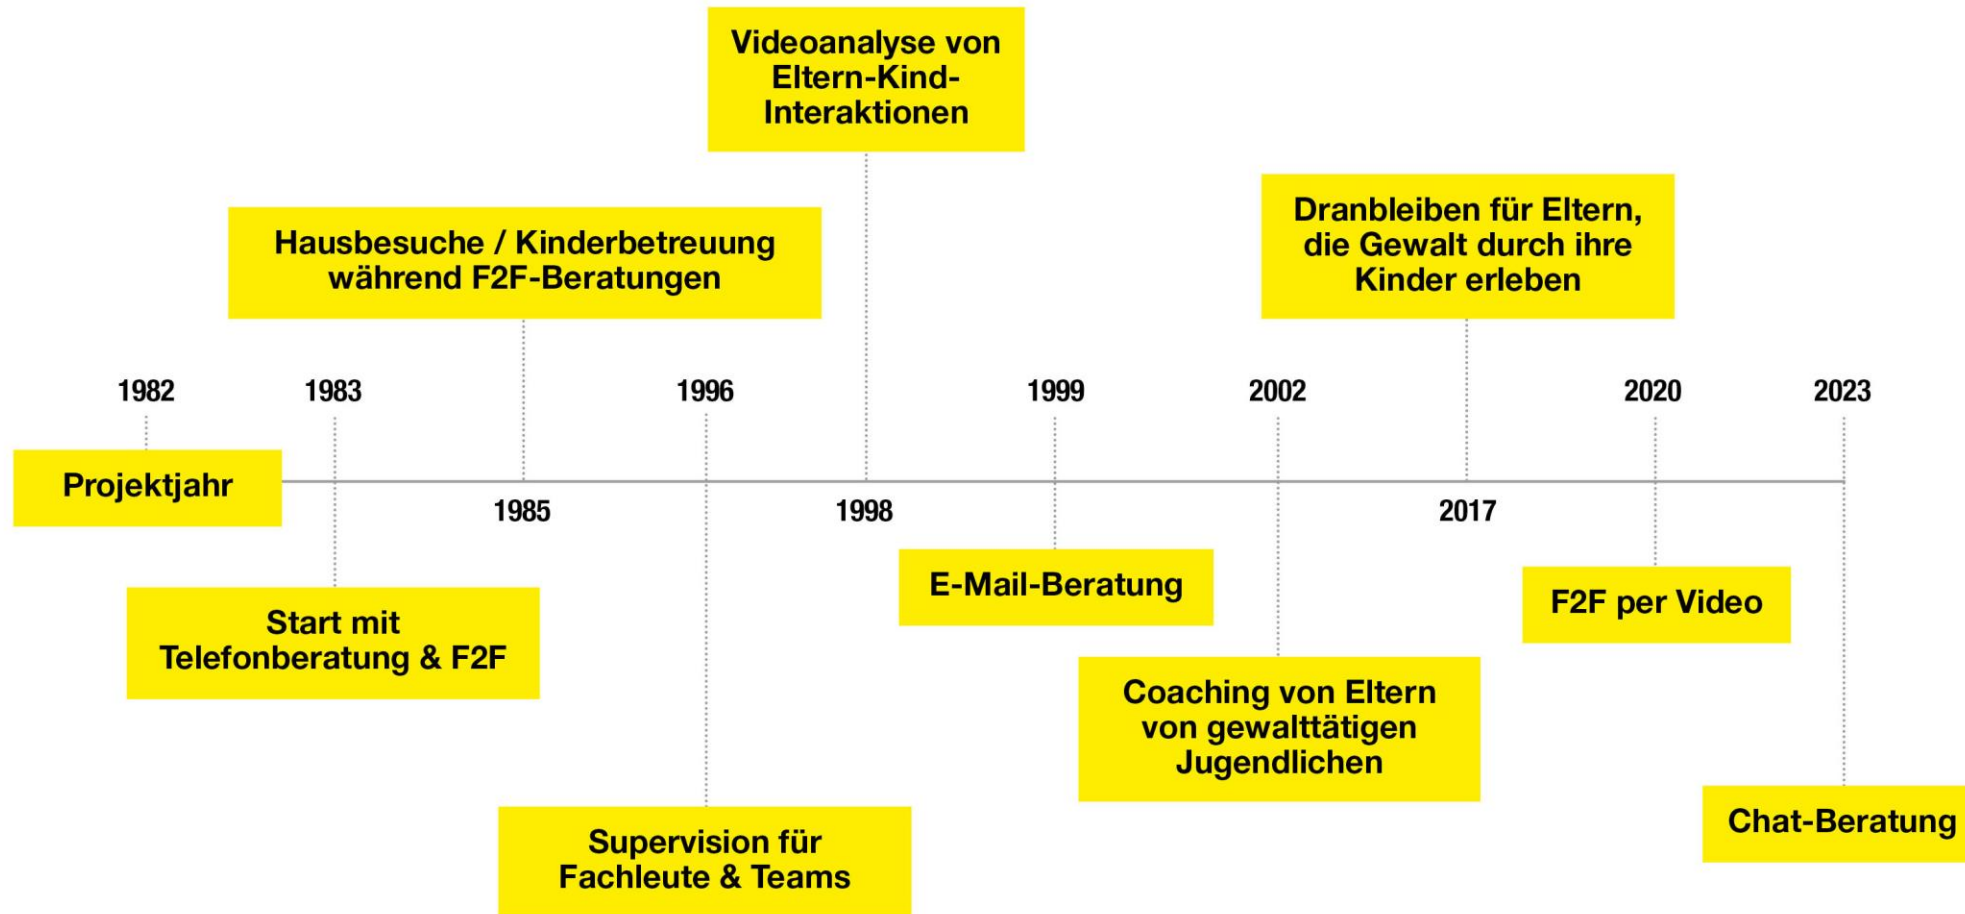 Videoanalyse von
Eltern-Kind-
Interaktionen
Dranbleiben für Eltern,
die Gewalt durch ihre
Kinder erleben
Hausbesuche / Kinderbetreuung
während F2F-Beratungen
1982
1983
1996
1999
2002
2020
2023
Projektjahr
1985
1998
2017
E-Mail-Beratung
F2F per Video
Start mit
Telefonberatung & F2F
Coaching von Eltern
von gewalttätigen
Jugendlichen
Chat-Beratung
Supervision für
Fachleute & Teams